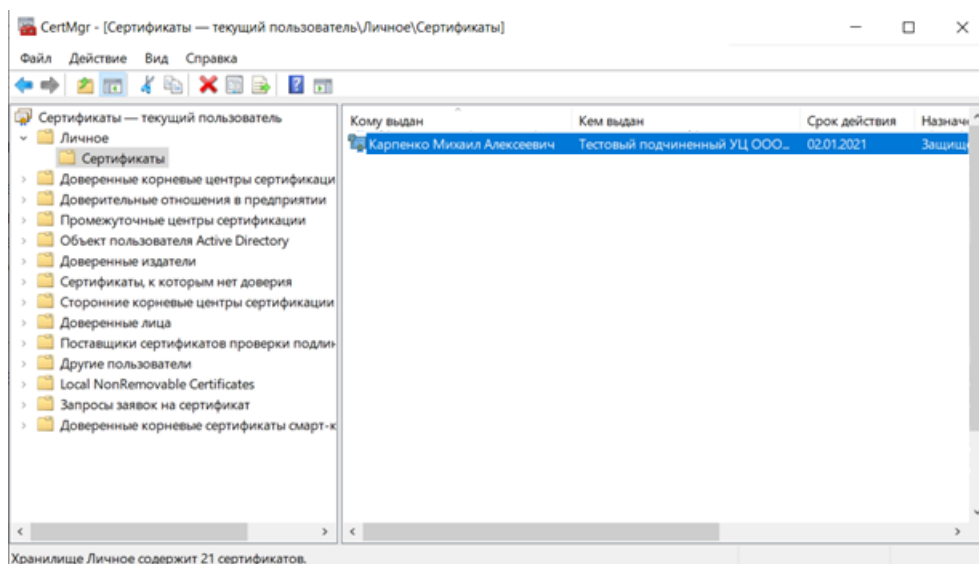 CertMgr - [Сертификаты — текущий пользователь\Личное\Сертификаты]
Файл Действие Вид Справка
Сертификаты — текущий пользователь
Личное
Сертификаты
Доверенные корневые центры сертификаци
Доверительные отношения в предприятии
Промежуточные центры сертификации
Объект пользователя Active Directory
Доверенные издатели
Сертификаты, к которым нет доверия
Сторонние корневые центры сертификации
Доверенные лица
Поставщики сертификатов проверки подлин
Другие пользователи
Local NonRemovable Certificates
Запросы заявок на сертификат
Доверенные корневые сертификаты смарт-к
Кому выдан Кем выдан Срок действия Назначе
Карпенко Михаил Алексеевич Тестовый подчиненный УЦ ООО... 02.01.2021 Защище
Хранилище Личное содержит 21 сертификатов.